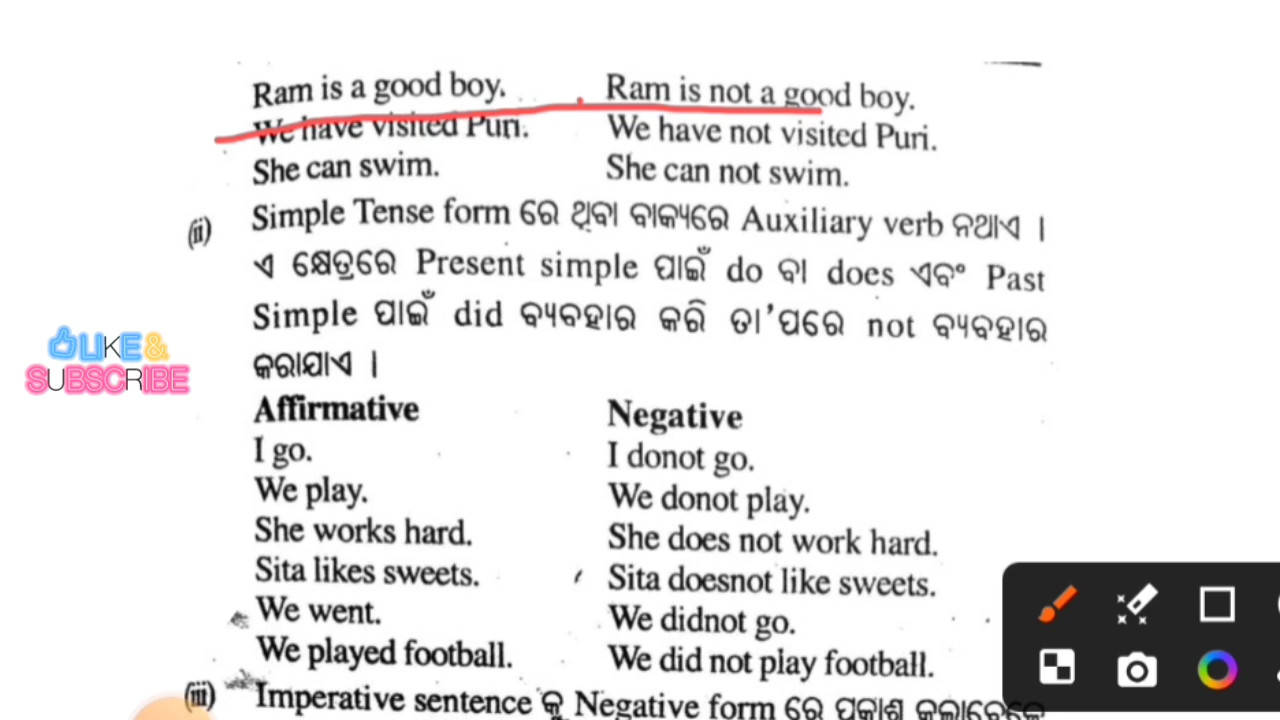 Ram is a good boy. Ram is not a good boy.
We have visited Puri. We have not visited Puri.
She can swim. She can not swim.
(ii) Simple Tense form ରେ ଥିବା ବାକ୍ୟରେ Auxiliary verb ନଥାଏ ।
ଏ କ୍ଷେତ୍ରରେ Present simple ପାଇଁ do ବା does ଏବଂ Past
Simple ପାଇଁ did ବ୍ୟବହାର କରି ତା'ପରେ not ବ୍ୟବହାର
କରାଯାଏ ।
LIKE &
SUBSCRIBE
Affirmative Negative
I go. I donot go.
We play. We donot play.
She works hard. She does not work hard.
Sita likes sweets. Sita doesnot like sweets.
We went. We didnot go.
We played football. We did not play football.
(iii) Imperative sentence କୁ Negative form ରେ ପ୍ରକାଶ କଲାବେଳେ